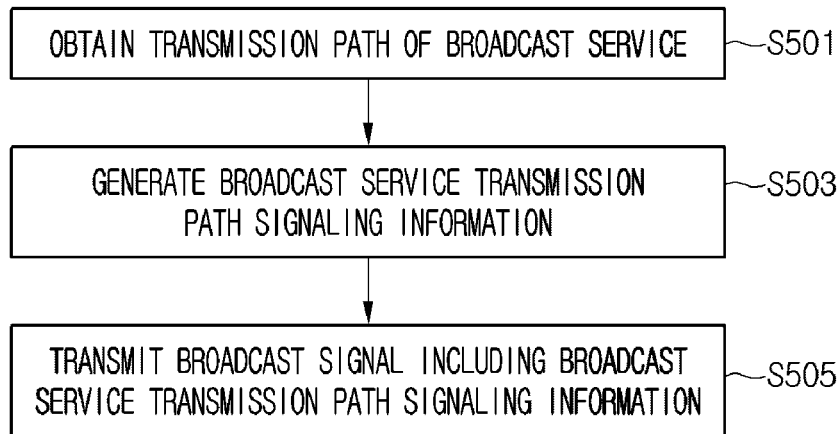 OBTAIN TRANSMISSION PATH OF BROADCAST SERVICE
S501
GENERATE BROADCAST SERVICE TRANSMISSION
PATH SIGNALING INFORMATION
S503
TRANSMIT BROADCAST SIGNAL INCLUDING BROADCAST
SERVICE TRANSMISSION PATH SIGNALING INFORMATION
S505